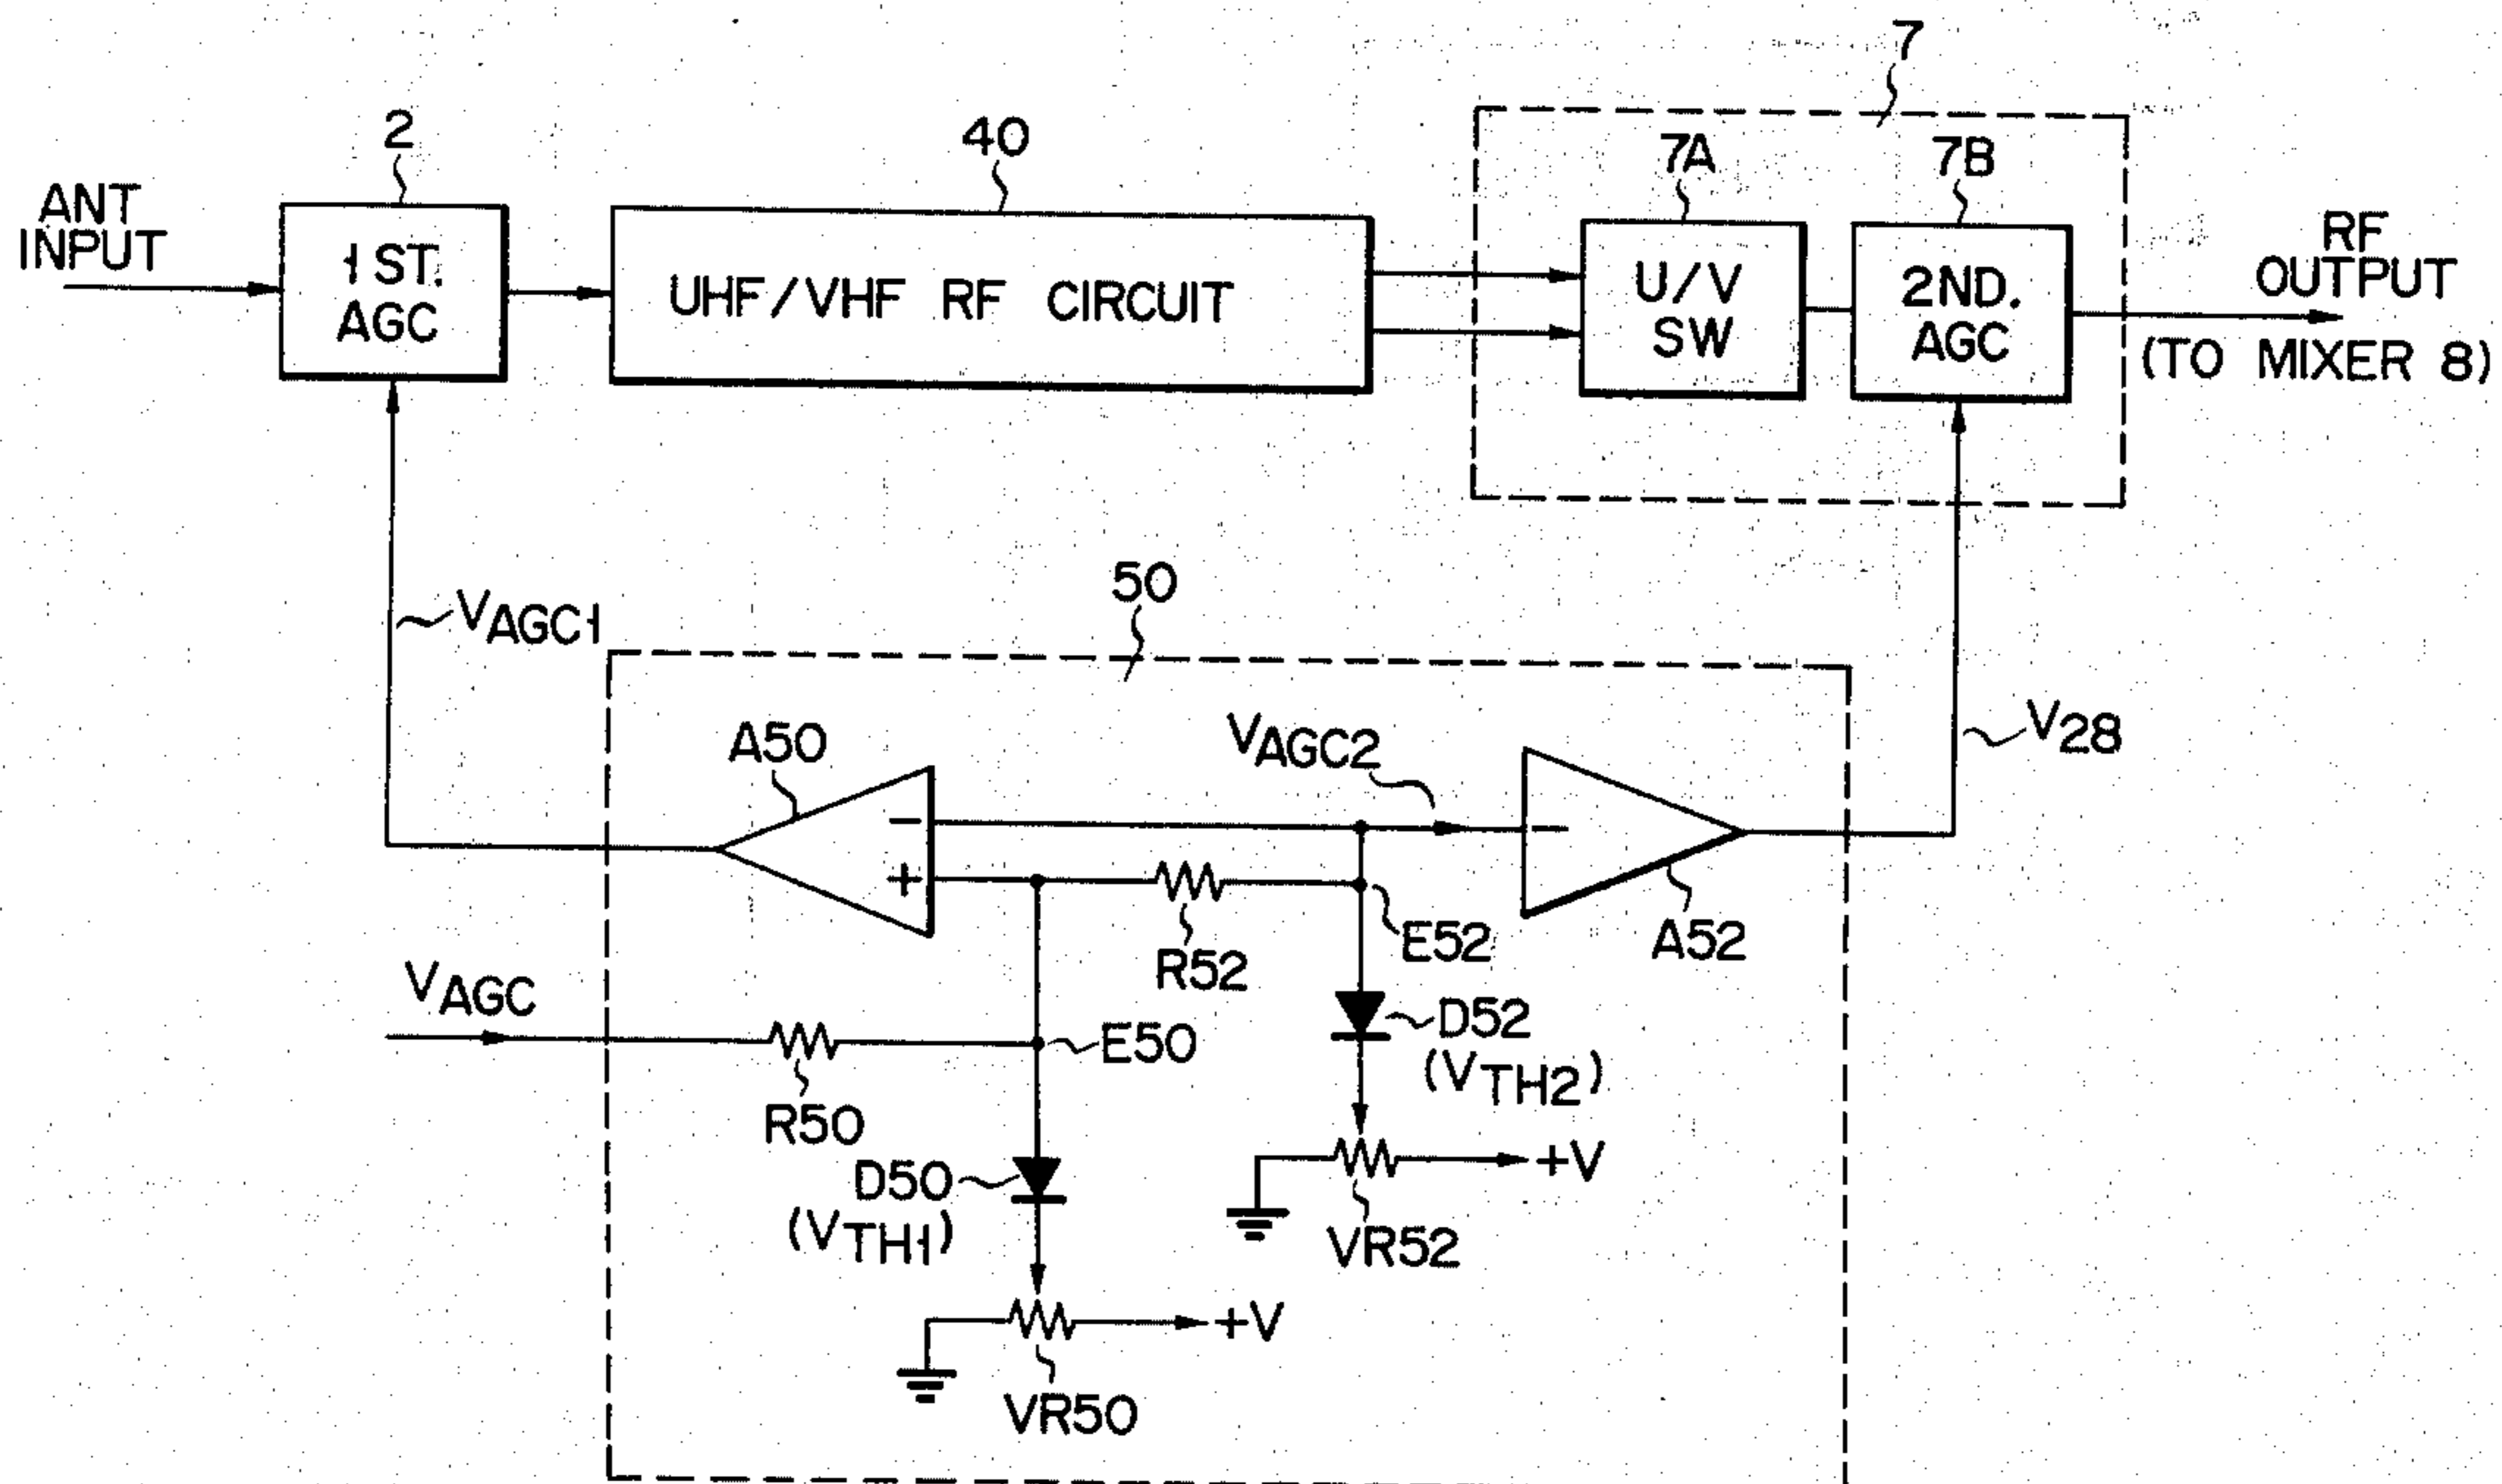 7
2
40
7A
7B
ANT
INPUT
1 ST.
AGC
UHF/VHF RF CIRCUIT
U/V
SW
2ND.
AGC
RF
OUTPUT
(TO MIXER 8)
VAGC1
50
A50
VAGC2
V28
−
−
+
R52
E52
A52
VAGC
R50
E50
D52
(VTH2)
D50
(VTH1)
+V
VR52
+V
VR50